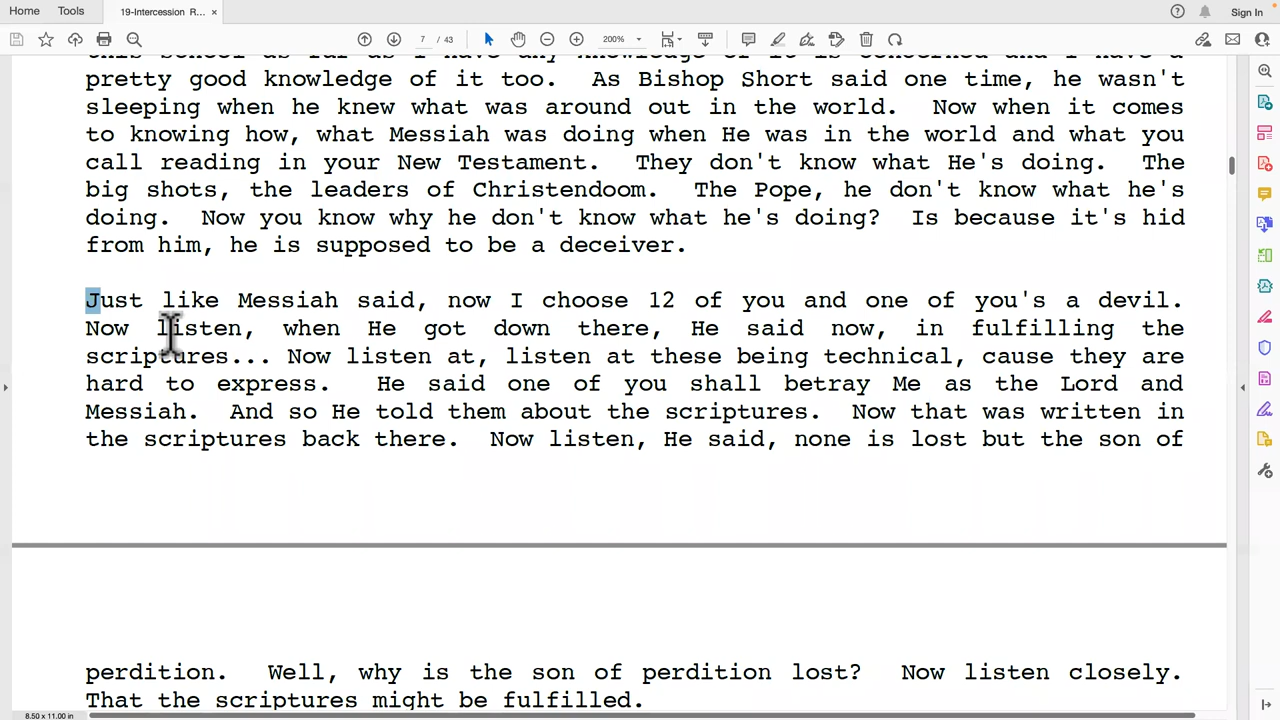 Home Tools 19-Intercession R... × Sign In
7 / 43 200%
pretty good knowledge of it too. As Bishop Short said one time, he wasn't
sleeping when he knew what was around out in the world. Now when it comes
to knowing how, what Messiah was doing when He was in the world and what you
call reading in your New Testament. They don't know what He's doing. The
big shots, the leaders of Christendoom. The Pope, he don't know what he's
doing. Now you know why he don't know what he's doing? Is because it's hid
from him, he is supposed to be a deceiver.
Just like Messiah said, now I choose 12 of you and one of you's a devil.
Now listen, when He got down there, He said now, in fulfilling the
scriptures... Now listen at, listen at these being technical, cause they are
hard to express. He said one of you shall betray Me as the Lord and
Messiah. And so He told them about the scriptures. Now that was written in
the scriptures back there. Now listen, He said, none is lost but the son of
perdition. Well, why is the son of perdition lost? Now listen closely.
That the scriptures might be fulfilled.
8.50 x 11.00 in